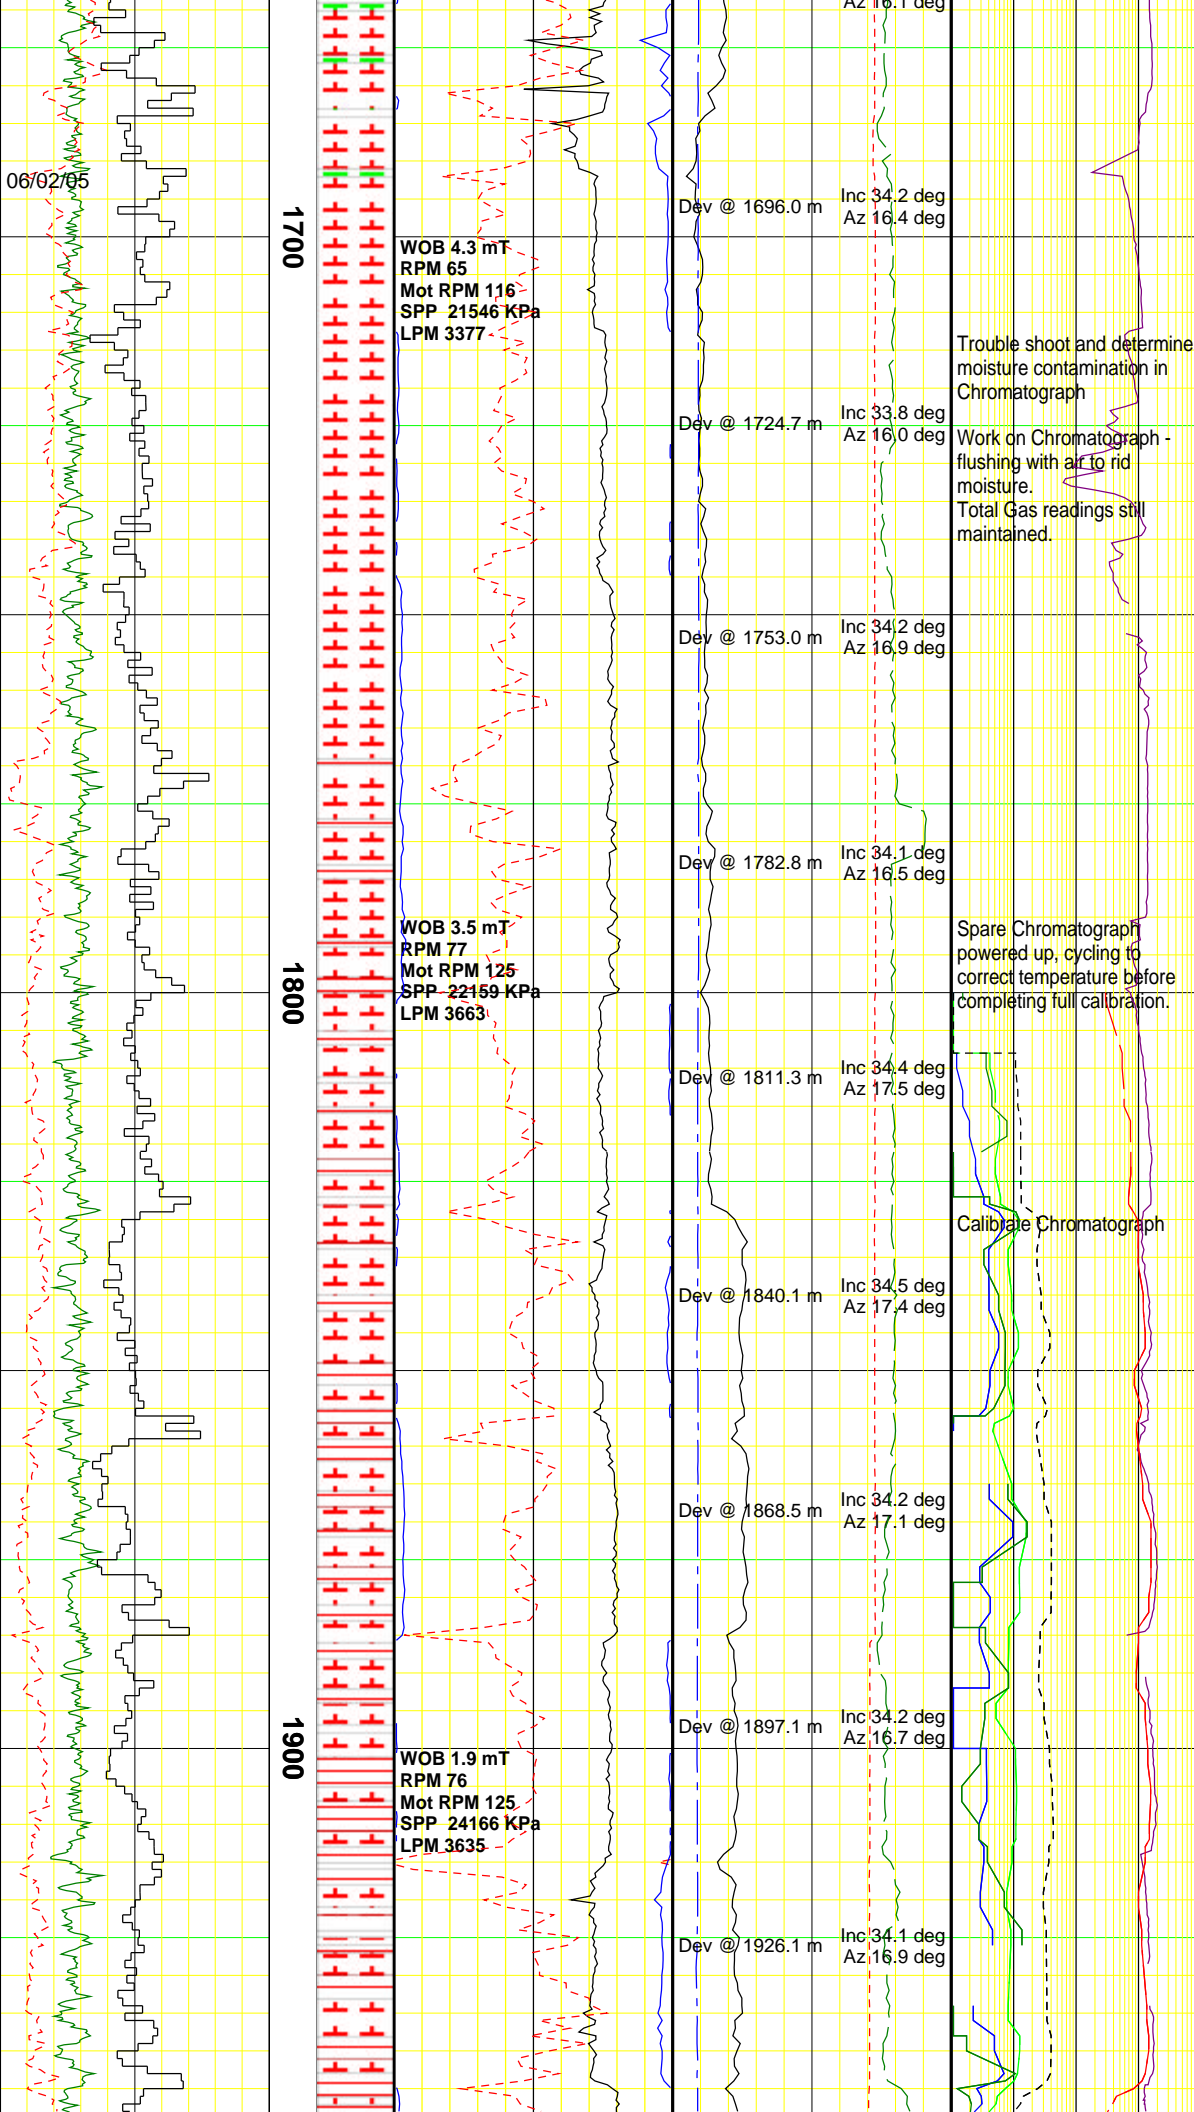 Az 16.1 deg
06/02/05
Dev @ 1696.0 m
Inc 34.2 deg
Az 16.4 deg
1700
WOB 4.3 mT
RPM 65
Mot RPM 116
SPP 21546 KPa
LPM 3377
Trouble shoot and determine
moisture contamination in
Chromatograph
Dev @ 1724.7 m
Inc 33.8 deg
Az 16.0 deg
Work on Chromatograph -
flushing with air to rid
moisture.
Total Gas readings still
maintained.
Dev @ 1753.0 m
Inc 34.2 deg
Az 16.9 deg
Dev @ 1782.8 m
Inc 34.1 deg
Az 16.5 deg
WOB 3.5 mT
RPM 77
Mot RPM 125
SPP 22159 KPa
LPM 3663
1800
Spare Chromatograph
powered up, cycling to
correct temperature before
completing full calibration.
Dev @ 1811.3 m
Inc 34.4 deg
Az 17.5 deg
Calibrate Chromatograph
Dev @ 1840.1 m
Inc 34.5 deg
Az 17.4 deg
Dev @ 1868.5 m
Inc 34.2 deg
Az 17.1 deg
Dev @ 1897.1 m
Inc 34.2 deg
Az 16.7 deg
1900
WOB 1.9 mT
RPM 76
Mot RPM 125
SPP 24166 KPa
LPM 3635
Dev @ 1926.1 m
Inc 34.1 deg
Az 16.9 deg